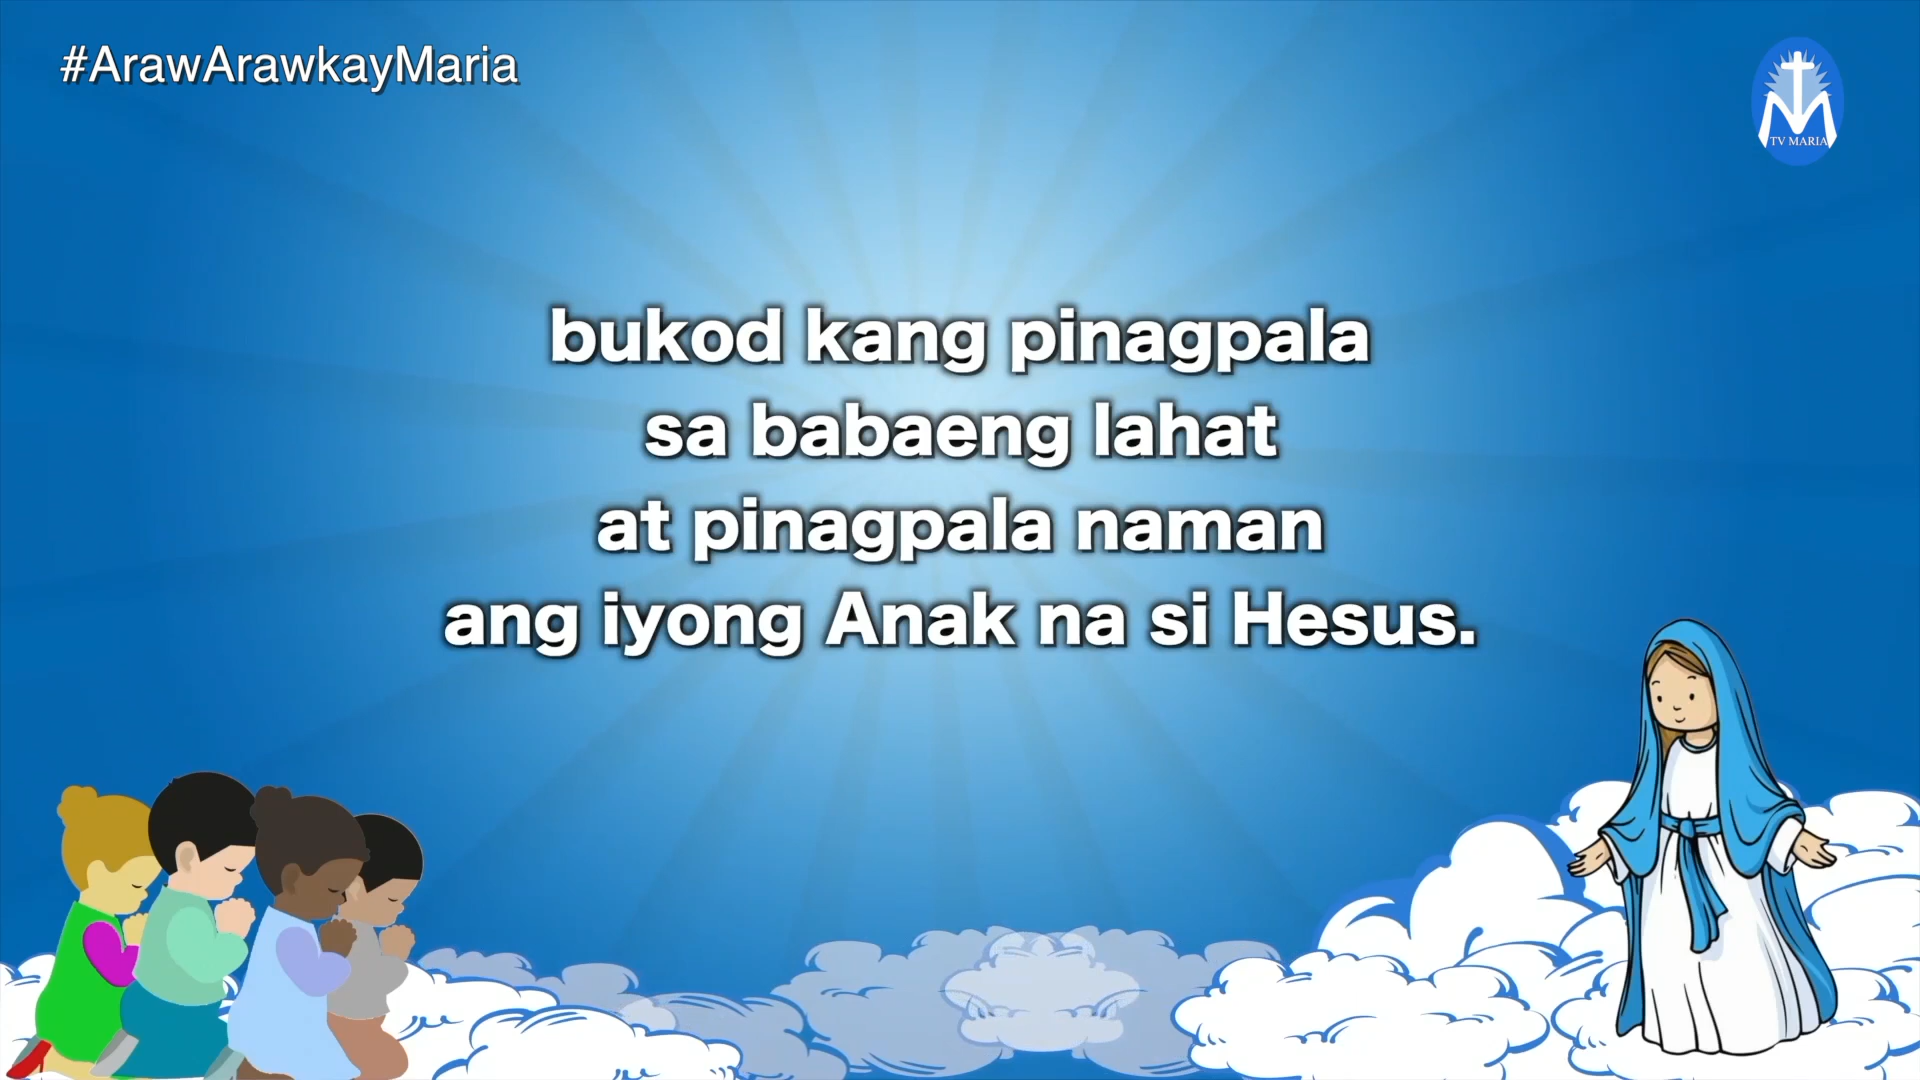 #ArawArawkayMaria
TV MARIA
bukod kang pinagpala
sa babaeng lahat
at pinagpala naman
ang iyong Anak na si Hesus.